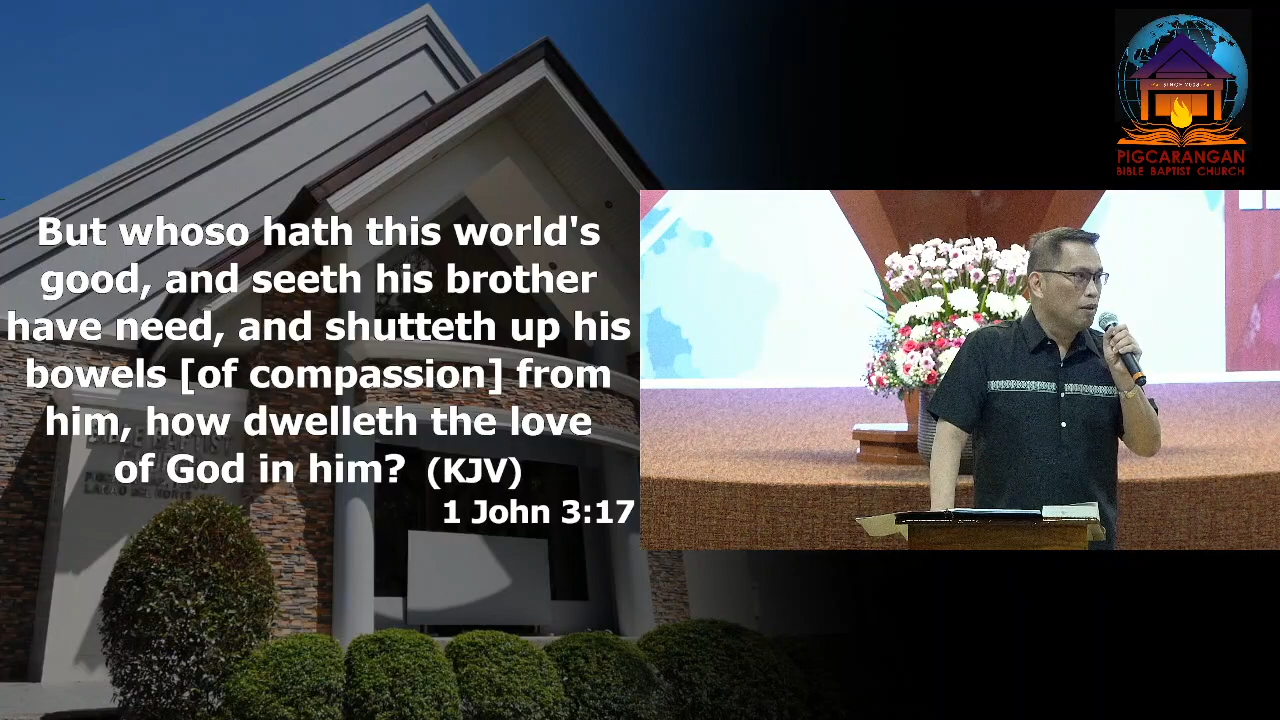 But whoso hath this world's
good, and seeth his brother
have need, and shutteth up his
bowels [of compassion] from
him, how dwelleth the love
of God in him? (KJV)
1 John 3:17
PIGCARANGAN
BIBLE BAPTIST CHURCH
BIBLE BAPTIST